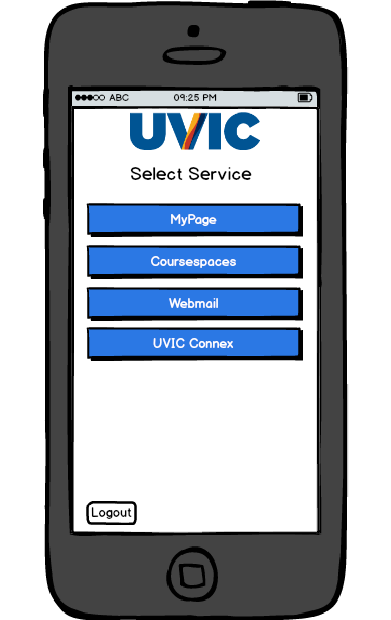 ABC 09:25 PM
UVIC
Select Service
MyPage
Coursespaces
Webmail
UVIC Connex
Logout